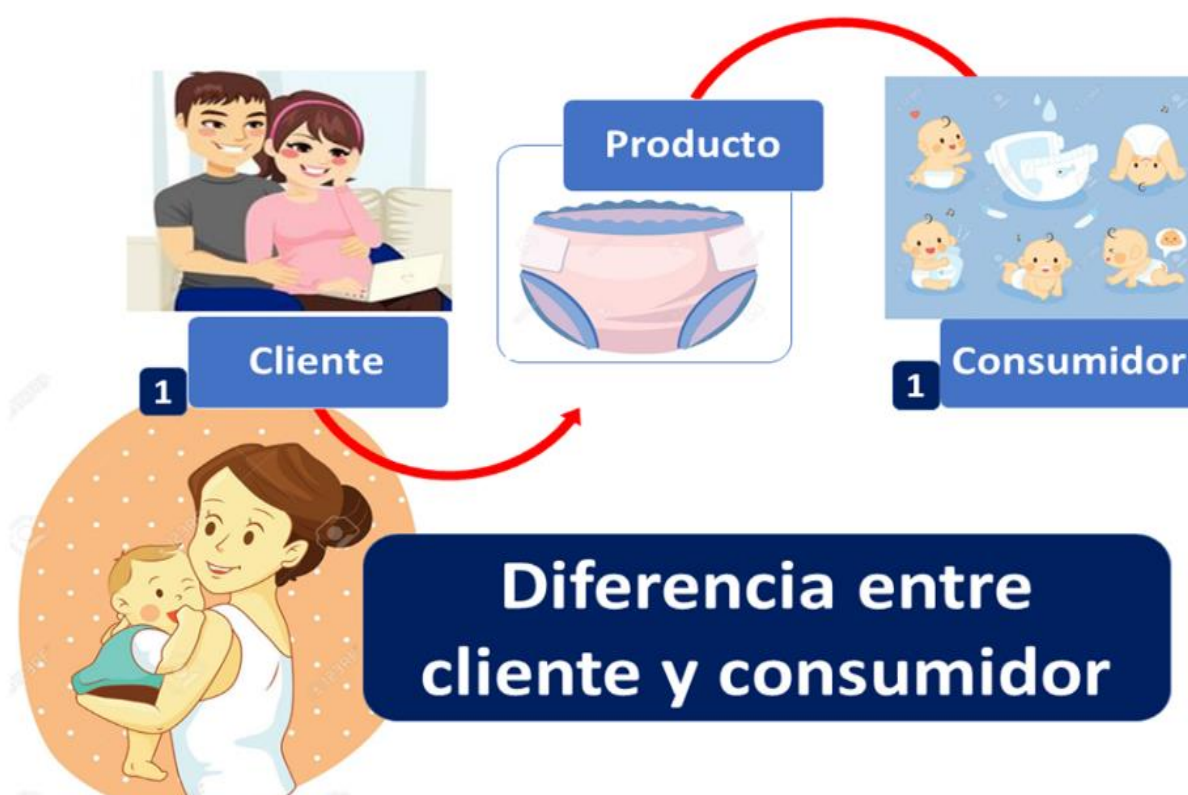 Producto
Cliente
1
Consumidor
1
Diferencia entre
cliente y consumidor